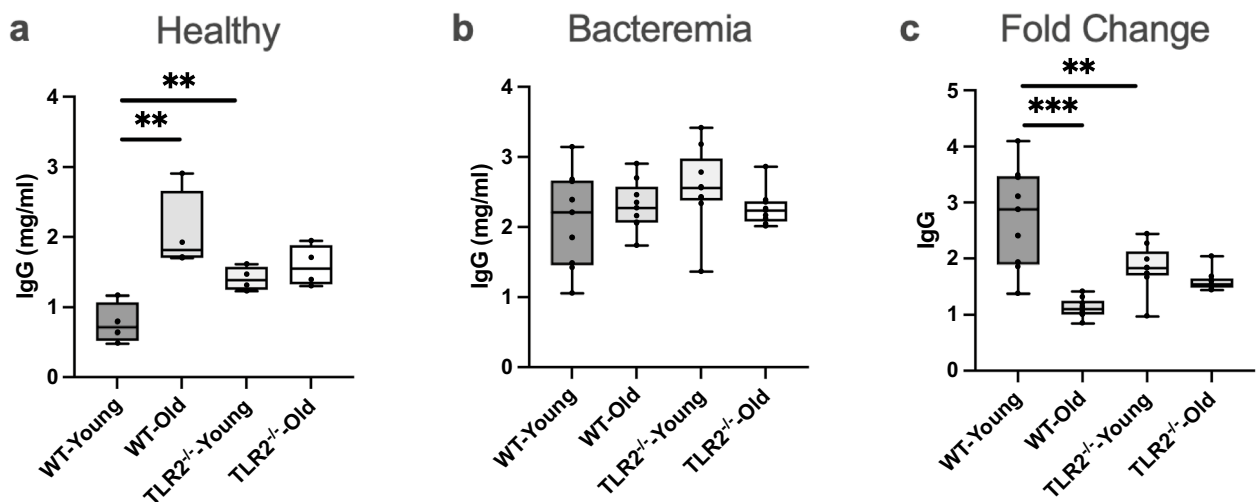 a Healthy
**
**
IgG (mg/ml)
4
3
2
1
0
WT-Young
WT-Old
TLR2-/--Young
TLR2-/--Old
b Bacteremia
IgG (mg/ml)
4
3
2
1
0
WT-Young
WT-Old
TLR2-/--Young
TLR2-/--Old
c Fold Change
**
***
IgG
5
4
3
2
1
0
WT-Young
WT-Old
TLR2-/--Young
TLR2-/--Old